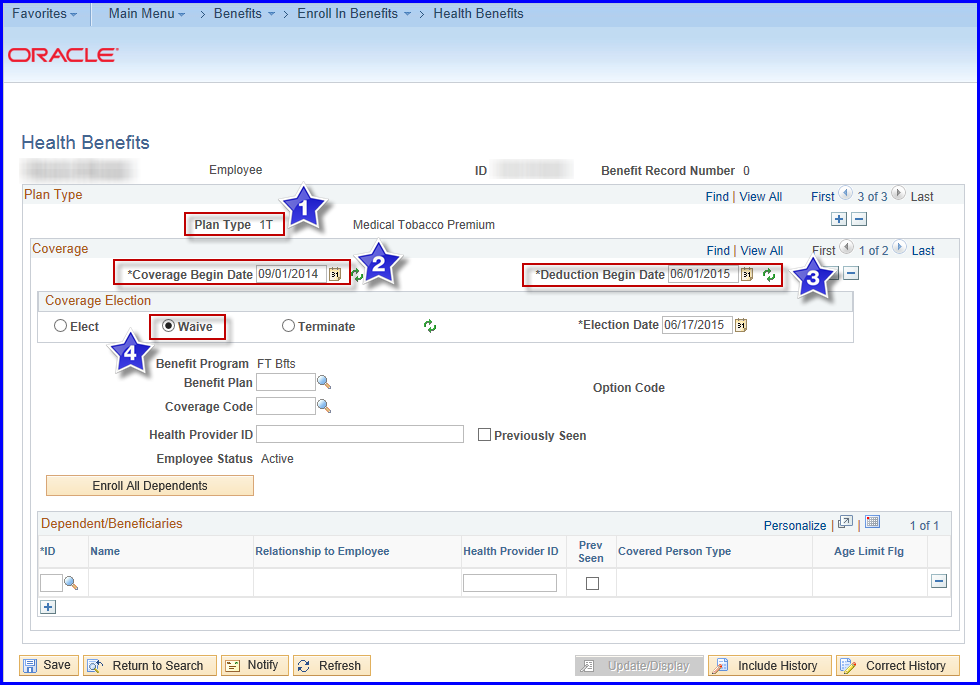 Favorites Main Menu > Benefits > Enroll In Benefits > Health Benefits
ORACLE
Health Benefits
Employee ID Benefit Record Number 0
Plan Type Find | View All First 3 of 3 Last
1
Plan Type 1T Medical Tobacco Premium
Coverage Find | View All First 1 of 2 Last
*Coverage Begin Date 09/01/2014 31 2 *Deduction Begin Date 06/01/2015 31 3
Coverage Election
Elect Waive Terminate *Election Date 06/17/2015 31
4
Benefit Program FT Bfts
Benefit Plan Option Code
Coverage Code
Health Provider ID Previously Seen
Employee Status Active
Enroll All Dependents
Dependent/Beneficiaries Personalize | | 1 of 1
*ID Name Relationship to Employee Health Provider ID Prev Seen Covered Person Type Age Limit Flg
Save Return to Search Notify Refresh Update/Display Include History Correct History